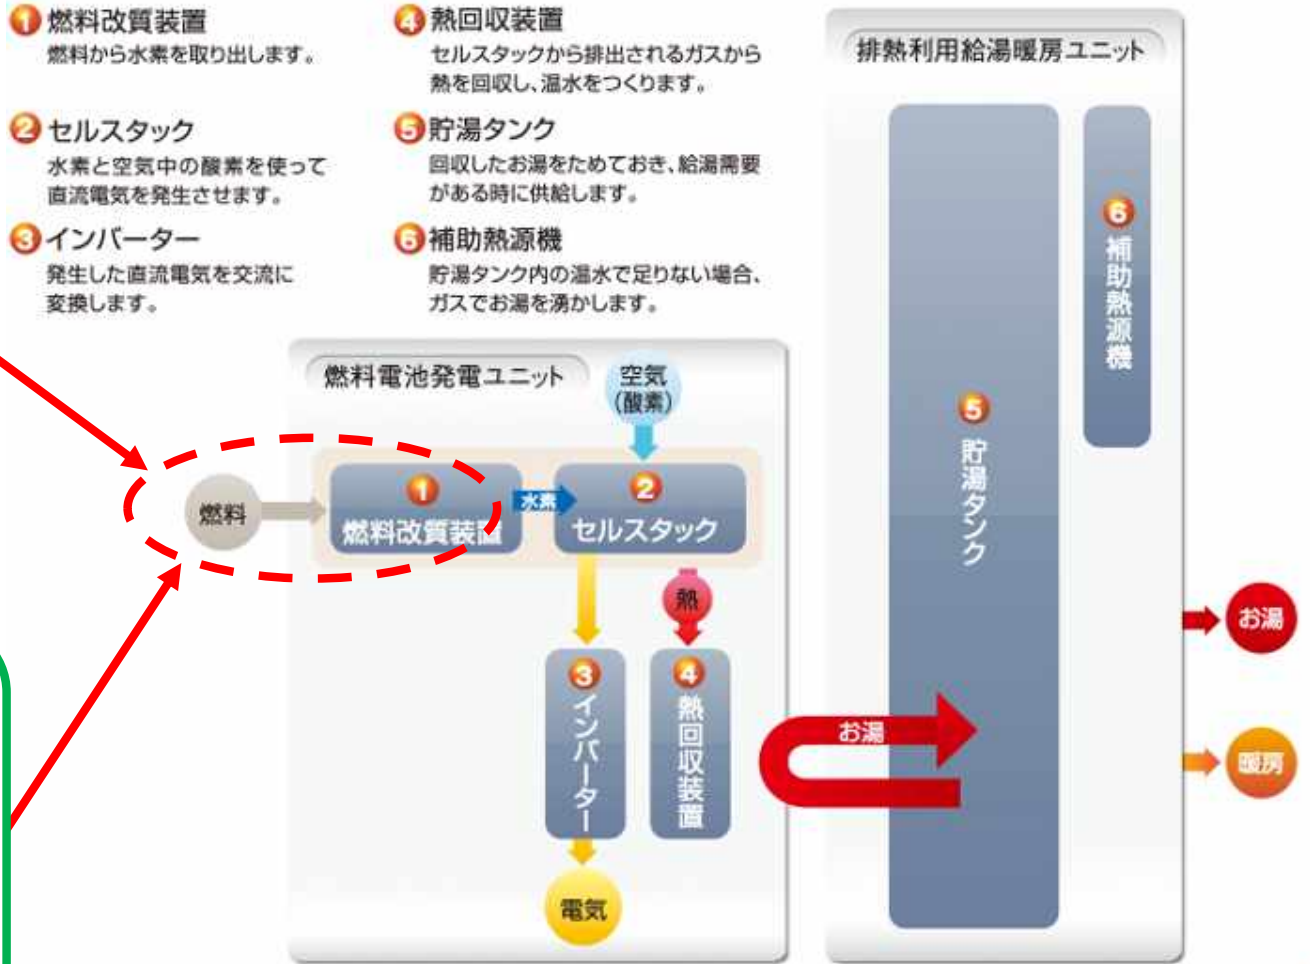 ① 燃料改質装置
燃料から水素を取り出します。
② セルスタック
水素と空気中の酸素を使って
直流電気を発生させます。
③ インバーター
発生した直流電気を交流に
変換します。
④ 熱回収装置
セルスタックから排出されるガスから
熱を回収し、温水をつくります。
⑤ 貯湯タンク
回収したお湯をためておき、給湯需要
がある時に供給します。
⑥ 補助熱源機
貯湯タンク内の温水で足りない場合、
ガスでお湯を湧かします。
燃料電池発電ユニット
空気
(酸素)
燃料
①
燃料改質装置
水素
②
セルスタック
熱
③
インバーター
④
熱回収装置
電気
排熱利用給湯暖房ユニット
⑤
貯湯タンク
⑥
補助熱源機
お湯
お湯
暖房